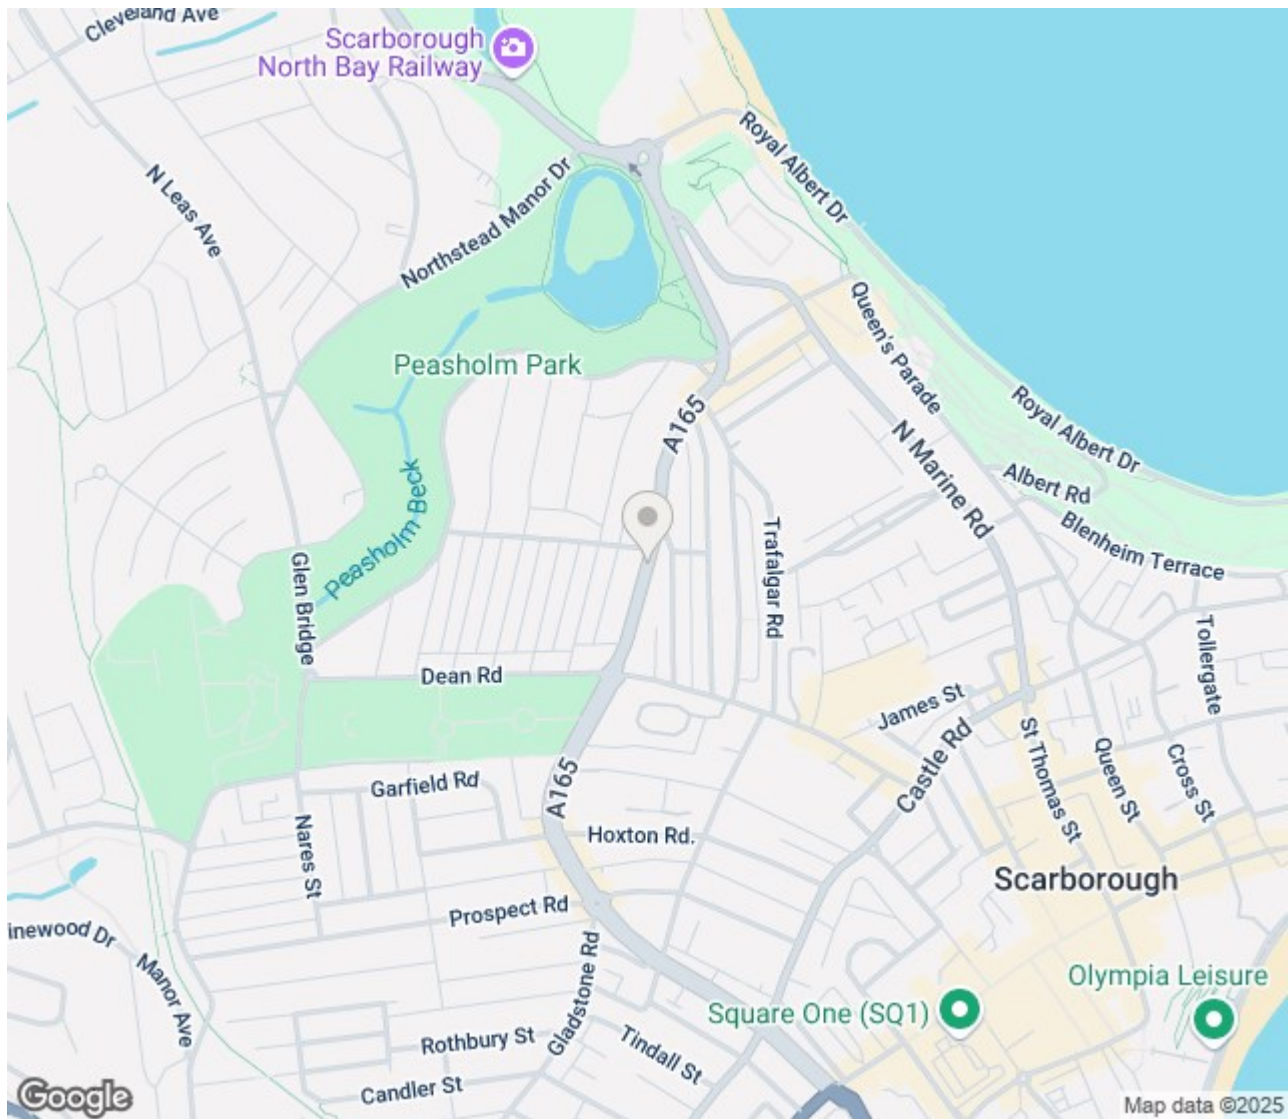 Cleveland Ave
Scarborough
North Bay Railway
Royal Albert Dr
N Leas Ave
Northstead Manor Dr
Queen's Parade
Peasholm Park
A165
Royal Albert Dr
N Marine Rd
Albert Rd
Peasholm Beck
Trafalgar Rd
Blenheim Terrace
Glen Bridge
Tollergate
Dean Rd
James St
Castle Rd
St Thomas St
Queen St
Cross St
A165
Garfield Rd
Nares St
Hoxton Rd.
Scarborough
Prospect Rd
inewood Dr
Manor Ave
Gladstone Rd
Olympia Leisure
Square One (SQ1)
Rothbury St
Tindall St
Candler St
Google
Map data ©2025